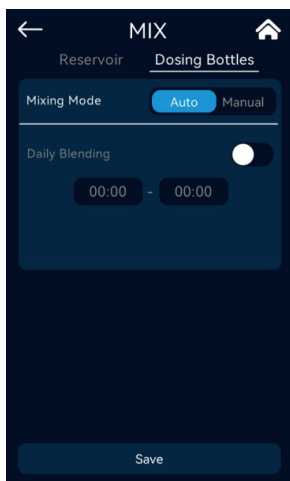 MIX
Reservoir Dosing Bottles
Mixing Mode Auto Manual
Daily Blending
00:00 - 00:00
Save